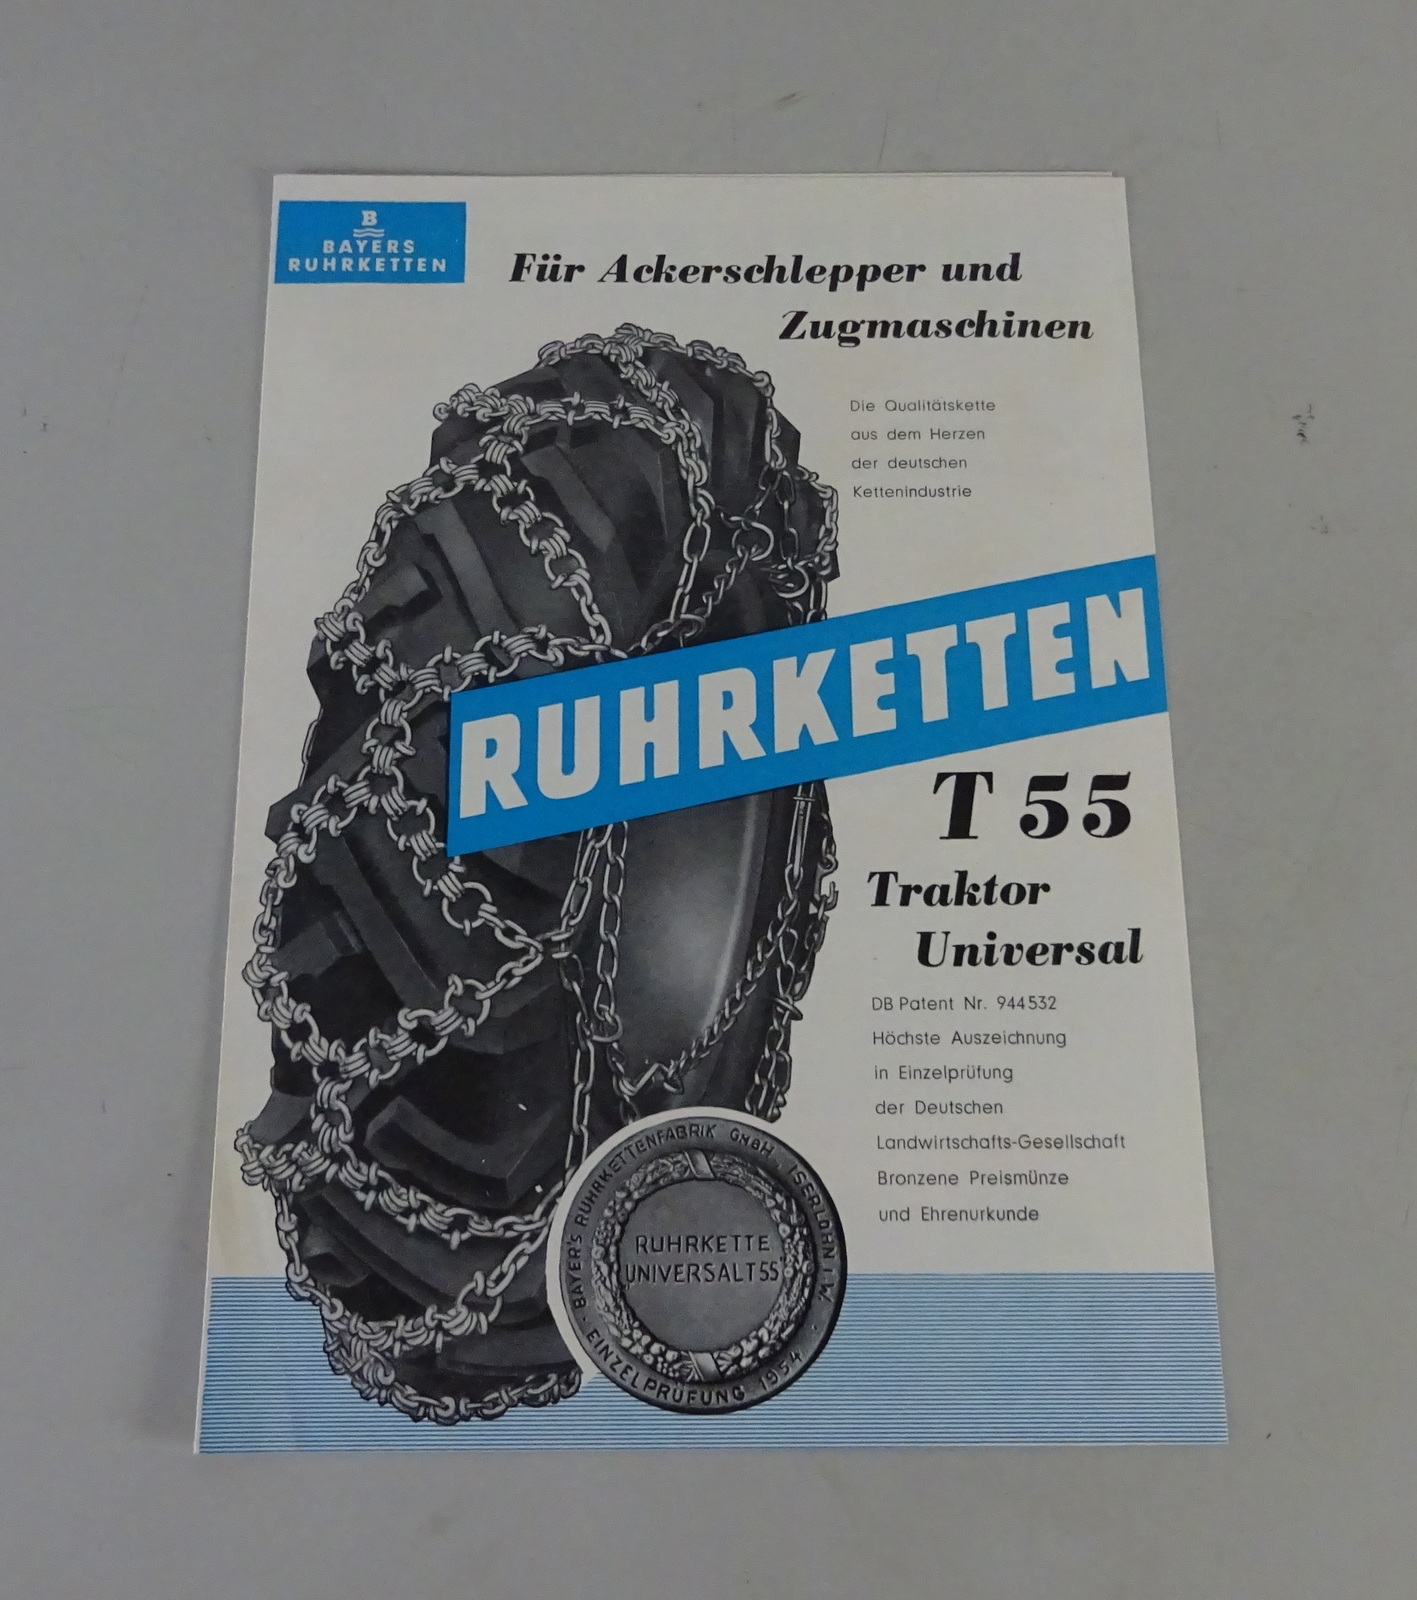 B
BAYERS
RUHRKETTEN
Für Ackerschlepper und
Zugmaschinen
Die Qualitätskette
aus dem Herzen
der deutschen
Kettenindustrie
RUHRKETTEN
T 55
Traktor
Universal
DB Patent Nr. 944532
Höchste Auszeichnung
in Einzelprüfung
der Deutschen
Landwirtschafts-Gesellschaft
Bronzene Preismünze
und Ehrenurkunde
BAYER'S RUHRKETTENFABRIK GMBH, ISERLOHN I.W.
RUHRKETTE
„UNIVERSAL T55"
EINZELPRÜFUNG 1954